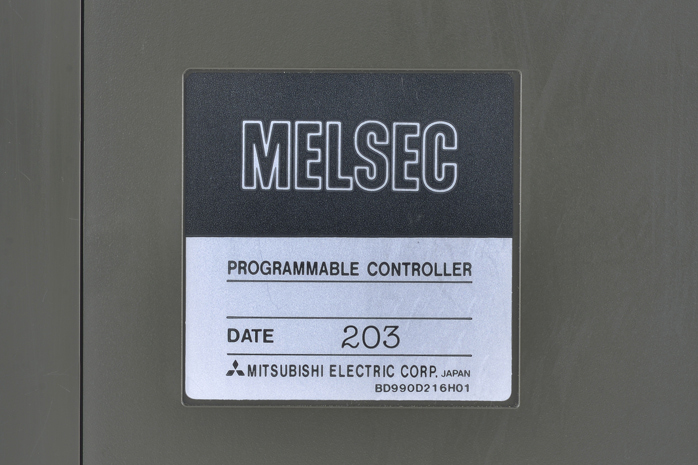 MELSEC
PROGRAMMABLE CONTROLLER
DATE 203
MITSUBISHI ELECTRIC CORP. JAPAN
BD990D216H01